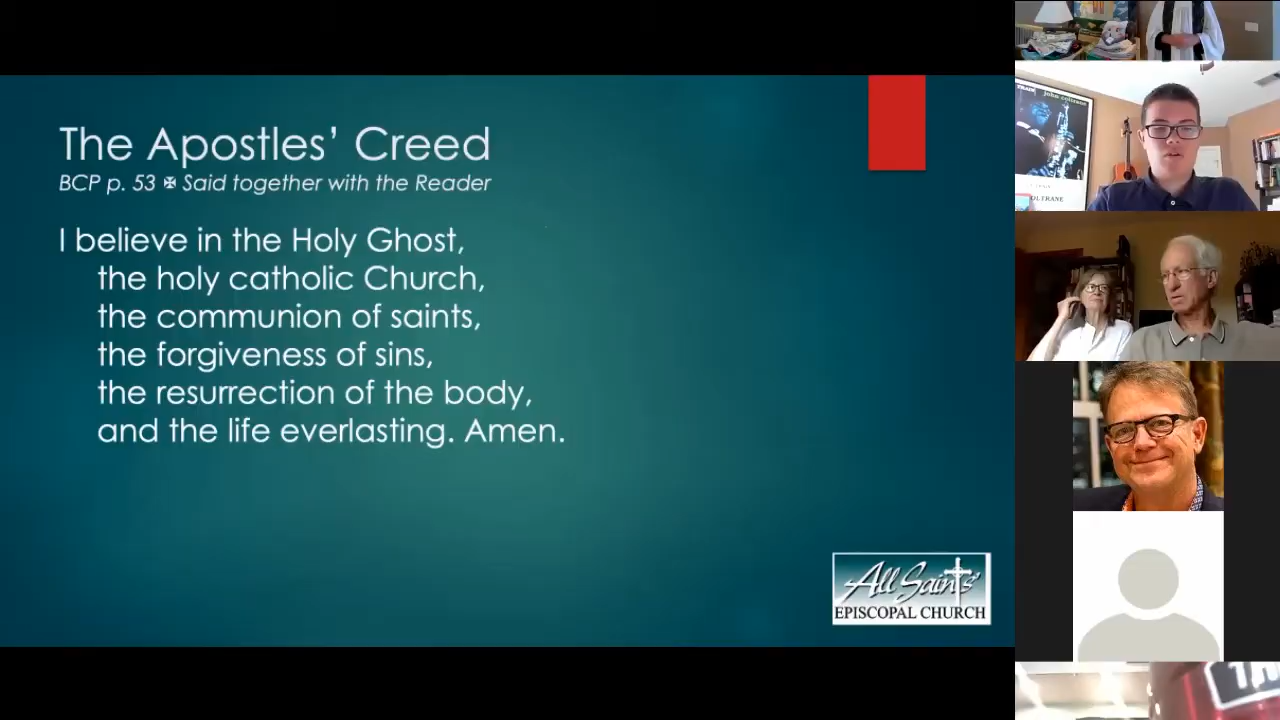 The Apostles' Creed
BCP p. 53 ✠ Said together with the Reader
I believe in the Holy Ghost,
the holy catholic Church,
the communion of saints,
the forgiveness of sins,
the resurrection of the body,
and the life everlasting. Amen.
All Saints'
EPISCOPAL CHURCH
john coltrane